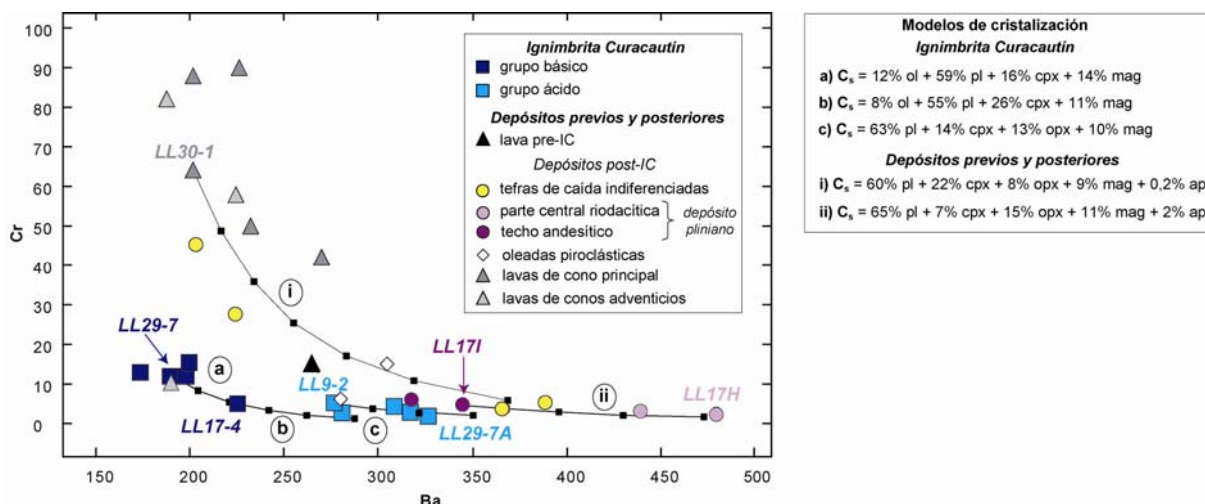 100
90
80
70
60
50
40
30
20
10
0
Cr
150
200
250
300
350
400
450
500
Ba
Ignimbrita Curacautín
grupo básico
grupo ácido
Depósitos previos y posteriores
lava pre-IC
Depósitos post-IC
tefras de caída indiferenciadas
parte central riodacítica
techo andesítico
depósito
pliniano
oleadas piroclásticas
lavas de cono principal
lavas de conos adventicios
LL30-1
i
LL29-7
a
LL17-4
b
LL9-2
c
LL29-7A
LL17I
ii
LL17H
Modelos de cristalización
Ignimbrita Curacautín
a) Cs = 12% ol + 59% pl + 16% cpx + 14% mag
b) Cs = 8% ol + 55% pl + 26% cpx + 11% mag
c) Cs = 63% pl + 14% cpx + 13% opx + 10% mag
Depósitos previos y posteriores
i) Cs = 60% pl + 22% cpx + 8% opx + 9% mag + 0,2% ap
ii) Cs = 65% pl + 7% cpx + 15% opx + 11% mag + 2% ap